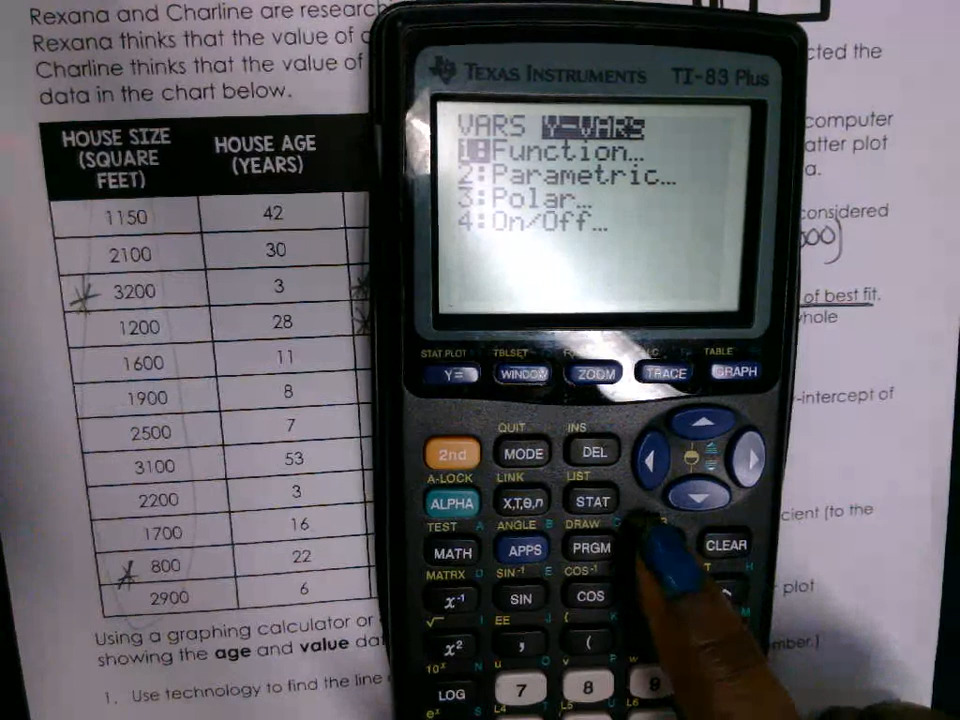 Rexana and Charline are research
Rexana thinks that the value of
Charline thinks that the value of
data in the chart below.
cted the
computer
atter plot
a.
considered
000)
of best fit.
whole
-intercept of
cient (to the
plot
mber.)
HOUSE SIZE (SQUARE FEET) HOUSE AGE (YEARS)
1150 42
2100 30
3200 3
1200 28
1600 11
1900 8
2500 7
3100 53
2200 3
1700 16
800 22
2900 6
Using a graphing calculator or
showing the age and value da
1. Use technology to find the line
TEXAS INSTRUMENTS TI-83 Plus
VARS Y-VARS
1:Function...
2:Parametric...
3:Polar...
4:On/Off...
STAT PLOT TBLSET TABLE
Y= WINDOW ZOOM TRACE GRAPH
QUIT INS
2nd MODE DEL
A-LOCK LINK LIST
ALPHA X,T,θ,n STAT
TEST A ANGLE B DRAW C
MATH APPS PRGM CLEAR
MATRX D SIN⁻¹ E COS⁻¹ T H
x⁻¹ SIN COS
√ I EE J { K M
x² , (
10ˣ N u O v P w
LOG 7 8 9
eˣ S L4 T L5 U L6